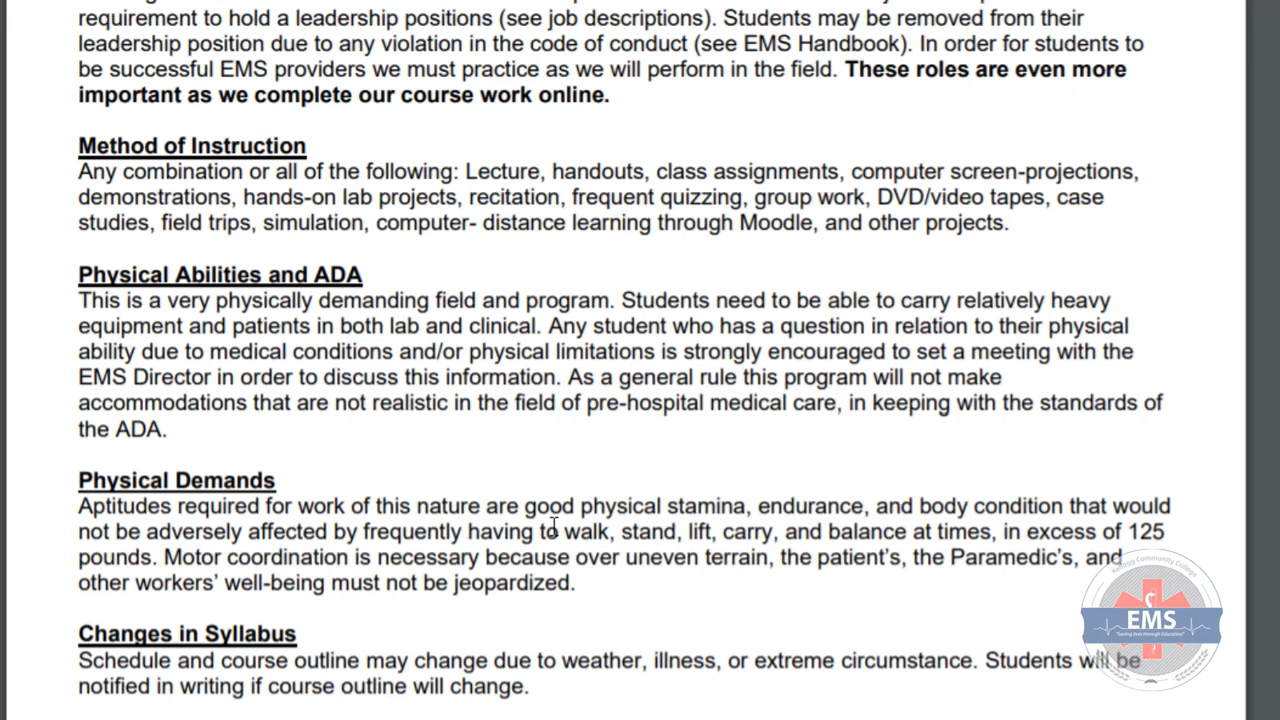 requirement to hold a leadership positions (see job descriptions). Students may be removed from their
leadership position due to any violation in the code of conduct (see EMS Handbook). In order for students to
be successful EMS providers we must practice as we will perform in the field. These roles are even more
important as we complete our course work online.
Method of Instruction
Any combination or all of the following: Lecture, handouts, class assignments, computer screen-projections,
demonstrations, hands-on lab projects, recitation, frequent quizzing, group work, DVD/video tapes, case
studies, field trips, simulation, computer- distance learning through Moodle, and other projects.
Physical Abilities and ADA
This is a very physically demanding field and program. Students need to be able to carry relatively heavy
equipment and patients in both lab and clinical. Any student who has a question in relation to their physical
ability due to medical conditions and/or physical limitations is strongly encouraged to set a meeting with the
EMS Director in order to discuss this information. As a general rule this program will not make
accommodations that are not realistic in the field of pre-hospital medical care, in keeping with the standards of
the ADA.
Physical Demands
Aptitudes required for work of this nature are good physical stamina, endurance, and body condition that would
not be adversely affected by frequently having to walk, stand, lift, carry, and balance at times, in excess of 125
pounds. Motor coordination is necessary because over uneven terrain, the patient's, the Paramedic's, and
other workers' well-being must not be jeopardized.
Changes in Syllabus
Schedule and course outline may change due to weather, illness, or extreme circumstance. Students will be
notified in writing if course outline will change.
Kellogg Community College
EMS
"Saving lives Through Education"